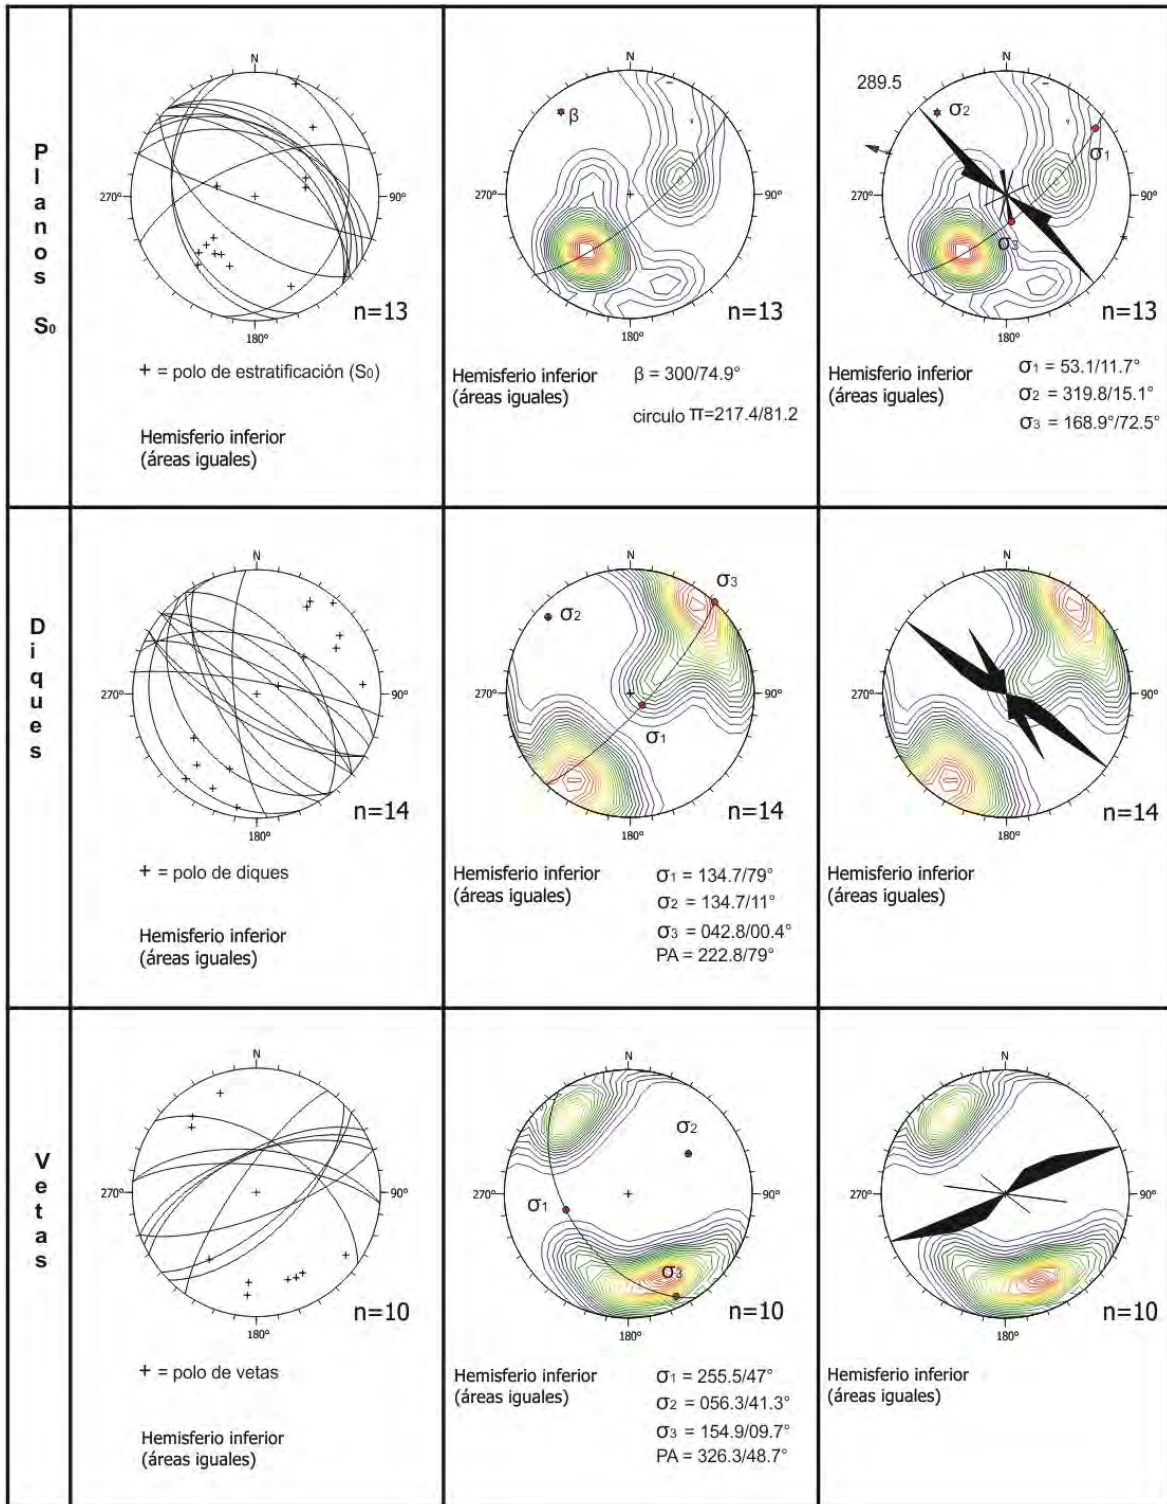 Planos S₀
N
270°
90°
180°
n=13
+ = polo de estratificación (S₀)
Hemisferio inferior
(áreas iguales)
N
β
270°
90°
180°
n=13
Hemisferio inferior
(áreas iguales)
β = 300/74.9°
circulo π=217.4/81.2
289.5
N
σ₂
σ₁
270°
σ₃
180°
n=13
Hemisferio inferior
(áreas iguales)
σ₁ = 53.1/11.7°
σ₂ = 319.8/15.1°
σ₃ = 168.9°/72.5°
Diques
N
270°
90°
180°
n=14
+ = polo de diques
Hemisferio inferior
(áreas iguales)
N
σ₃
σ₂
270°
90°
σ₁
180°
n=14
Hemisferio inferior
(áreas iguales)
σ₁ = 134.7/79°
σ₂ = 134.7/11°
σ₃ = 042.8/00.4°
PA = 222.8/79°
N
270°
90°
180°
n=14
Hemisferio inferior
(áreas iguales)
Vetas
N
270°
90°
180°
n=10
+ = polo de vetas
Hemisferio inferior
(áreas iguales)
N
σ₂
270°
90°
σ₁
σ₃
180°
n=10
Hemisferio inferior
(áreas iguales)
σ₁ = 255.5/47°
σ₂ = 056.3/41.3°
σ₃ = 154.9/09.7°
PA = 326.3/48.7°
N
270°
90°
180°
n=10
Hemisferio inferior
(áreas iguales)